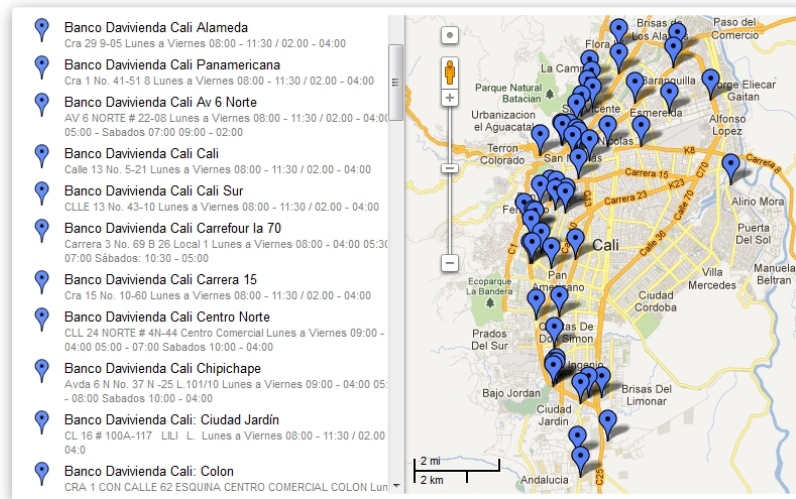 Banco Davivienda Cali Alameda
Cra 29 9-05 Lunes a Viernes 08:00 - 11:30 / 02.00 - 04:00
Banco Davivienda Cali Panamericana
Cra 1 No. 41-51 8 Lunes a Viernes 08:00 - 11:30 / 02.00 - 04:00
Banco Davivienda Cali Av 6 Norte
AV 6 NORTE # 22-08 Lunes a Viernes 08:00 - 11:30 / 02.00 - 04:00
05:00 - Sabados 07:00 09:00 - 02:00
Banco Davivienda Cali Cali
Calle 13 No. 5-21 Lunes a Viernes 08:00 - 11:30 / 02.00 - 04:00
Banco Davivienda Cali Cali Sur
CLLE 13 No. 43-10 Lunes a Viernes 08:00 - 11:30 / 02.00 - 04:00
Banco Davivienda Cali Carrefour la 70
Carrera 3 No. 69 B 26 Local 1 Lunes a Viernes 08:00 - 04:00 05:30
07:00 Sábados: 10:30 - 05:00
Banco Davivienda Cali Carrera 15
Cra 15 No. 10-60 Lunes a Viernes 08:00 - 11:30 / 02.00 - 04:00
Banco Davivienda Cali Centro Norte
CLL 24 NORTE # 4N-44 Centro Comercial Lunes a Viernes 09:00 -
04:00 05:00 - 07:00 Sabados 10:00 - 04:00
Banco Davivienda Cali Chipichape
Avda 6 N No. 37 N -25 L.101/10 Lunes a Viernes 09:00 - 04:00 05:
- 08:00 Sabados 10:00 - 04:00
Banco Davivienda Cali: Ciudad Jardín
CL 16 # 100A-117 LILI L. Lunes a Viernes 08:00 - 11:30 / 02.00
04:0
Banco Davivienda Cali: Colon
CRA 1 CON CALLE 62 ESQUINA CENTRO COMERCIAL COLON Lun
Brisas de
Los Alamos
Paso del
Comercio
Flora
La Campi
Parque Natural
Batacian
Baranquilla
Jorge Eliecar
Gaitan
Urbanizacion
el Aguacatal
Vicente
Esmerelda
Alfonso
Lopez
Terron
Colorado
San Nicolas
K8
C70
Carrera 8
Carrera 15
K23
C13
Carrera 23
Calle 70
Alirio Mora
C1
Cali
Calle 36
Puerta
Del Sol
Ecoparque
La Bandera
Pan
Americano
Villa
Mercedes
Manuela
Beltran
Ciudad
Cordoba
Prados
Del Sur
De
Don Simon
Ingenio
Bajo Jordan
Brisas Del
Limonar
Ciudad
Jardin
2 mi
2 km
Andalucia
C25